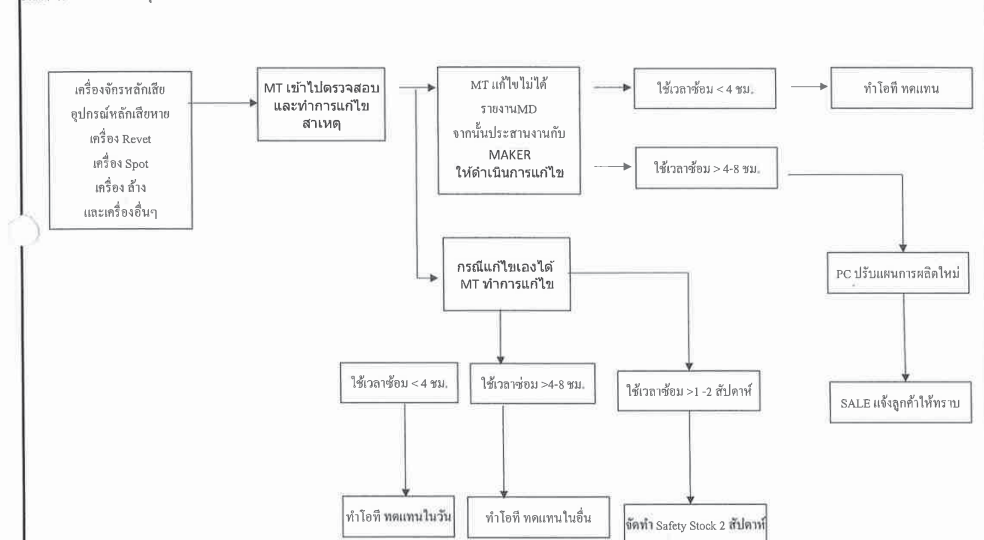 เครื่องจักรหลักเสีย
อุปกรณ์หลักเสียหาย
เครื่อง Revet
เครื่อง Spot
เครื่อง ล้าง
และเครื่องอื่นๆ
MT เข้าไปตรวจสอบ
และทำการแก้ไข
สาเหตุ
MT แก้ไขไม่ได้
รายงานMD
จากนั้นประสานงานกับ
MAKER
ให้ดำเนินการแก้ไข
ใช้เวลาซ้อม < 4 ชม.
ทำโอที ทดแทน
ใช้เวลาซ้อม > 4-8 ชม.
PC ปรับแผนการผลิตใหม่
SALE แจ้งลูกค้าให้ทราบ
กรณีแก้ไขเองได้
MT ทำการแก้ไข
ใช้เวลาซ้อม < 4 ชม.
ใช้เวลาซ่อม >4-8 ชม.
ใช้เวลาซ้อม >1 -2 สัปดาห์
ทำโอที ทดแทนในวัน
ทำโอที ทดแทนในอื่น
จัดทำ Safety Stock 2 สัปดาห์